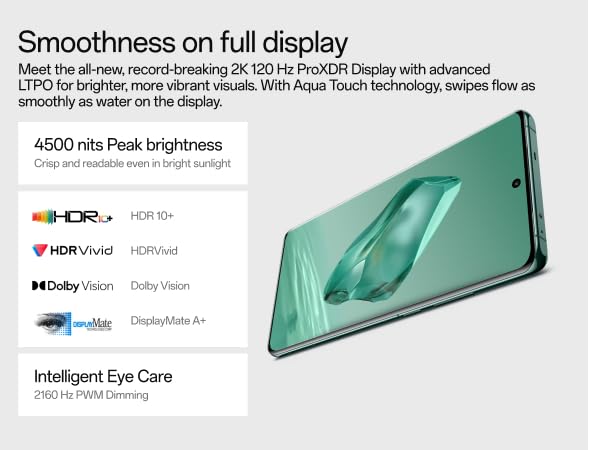 Smoothness on full display
Meet the all-new, record-breaking 2K 120 Hz ProXDR Display with advanced
LTPO for brighter, more vibrant visuals. With Aqua Touch technology, swipes flow as
smoothly as water on the display.
4500 nits Peak brightness
Crisp and readable even in bright sunlight
HDR10+ HDR 10+
HDR Vivid HDRVivid
Dolby Vision Dolby Vision
DISPLAYMate DisplayMate A+
Intelligent Eye Care
2160 Hz PWM Dimming